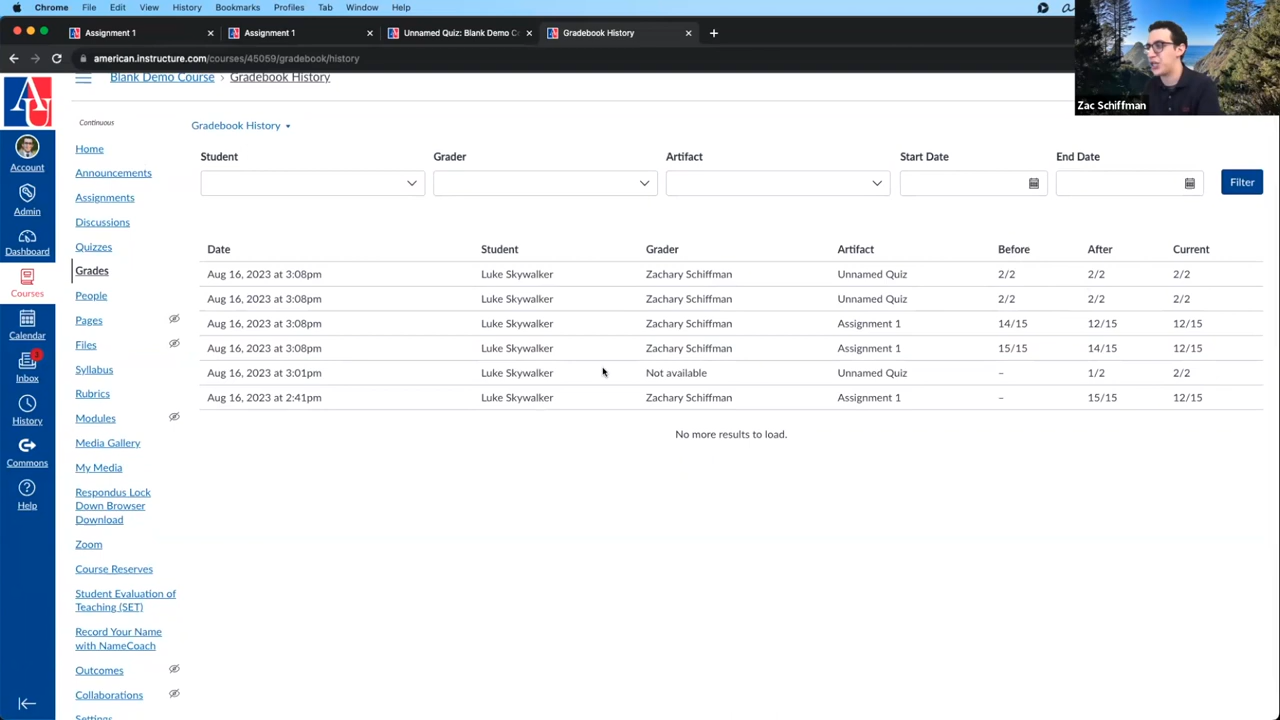 Chrome File Edit View History Bookmarks Profiles Tab Window Help
Assignment 1 Assignment 1 Unnamed Quiz: Blank Demo C Gradebook History
american.instructure.com/courses/45059/gradebook/history
Zac Schiffman
AU
Account
Admin
Dashboard
Courses
Calendar
3
Inbox
History
Commons
Help
Blank Demo Course › Gradebook History
Continuous
Home
Announcements
Assignments
Discussions
Quizzes
Grades
People
Pages
Files
Syllabus
Rubrics
Modules
Media Gallery
My Media
Respondus Lock
Down Browser
Download
Zoom
Course Reserves
Student Evaluation of
Teaching (SET)
Record Your Name
with NameCoach
Outcomes
Collaborations
Settings
Gradebook History
Student Grader Artifact Start Date End Date
Filter
Date Student Grader Artifact Before After Current
Aug 16, 2023 at 3:08pm Luke Skywalker Zachary Schiffman Unnamed Quiz 2/2 2/2 2/2
Aug 16, 2023 at 3:08pm Luke Skywalker Zachary Schiffman Unnamed Quiz 2/2 2/2 2/2
Aug 16, 2023 at 3:08pm Luke Skywalker Zachary Schiffman Assignment 1 14/15 12/15 12/15
Aug 16, 2023 at 3:08pm Luke Skywalker Zachary Schiffman Assignment 1 15/15 14/15 12/15
Aug 16, 2023 at 3:01pm Luke Skywalker Not available Unnamed Quiz – 1/2 2/2
Aug 16, 2023 at 2:41pm Luke Skywalker Zachary Schiffman Assignment 1 – 15/15 12/15
No more results to load.